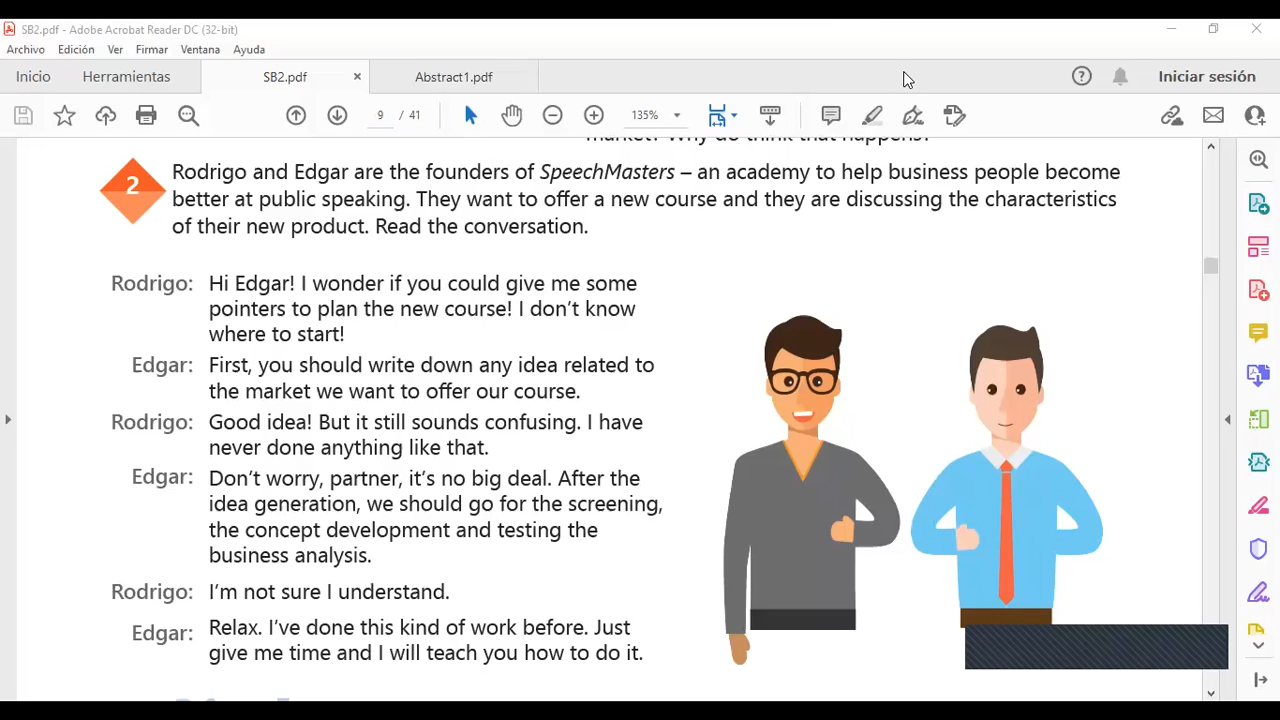 SB2.pdf - Adobe Acrobat Reader DC (32-bit)
Archivo Edición Ver Firmar Ventana Ayuda
Inicio Herramientas SB2.pdf × Abstract1.pdf Iniciar sesión
9 / 41 135%
market? Why do think that happens?
2
Rodrigo and Edgar are the founders of SpeechMasters – an academy to help business people become
better at public speaking. They want to offer a new course and they are discussing the characteristics
of their new product. Read the conversation.
Rodrigo: Hi Edgar! I wonder if you could give me some
pointers to plan the new course! I don't know
where to start!
Edgar: First, you should write down any idea related to
the market we want to offer our course.
Rodrigo: Good idea! But it still sounds confusing. I have
never done anything like that.
Edgar: Don't worry, partner, it's no big deal. After the
idea generation, we should go for the screening,
the concept development and testing the
business analysis.
Rodrigo: I'm not sure I understand.
Edgar: Relax. I've done this kind of work before. Just
give me time and I will teach you how to do it.